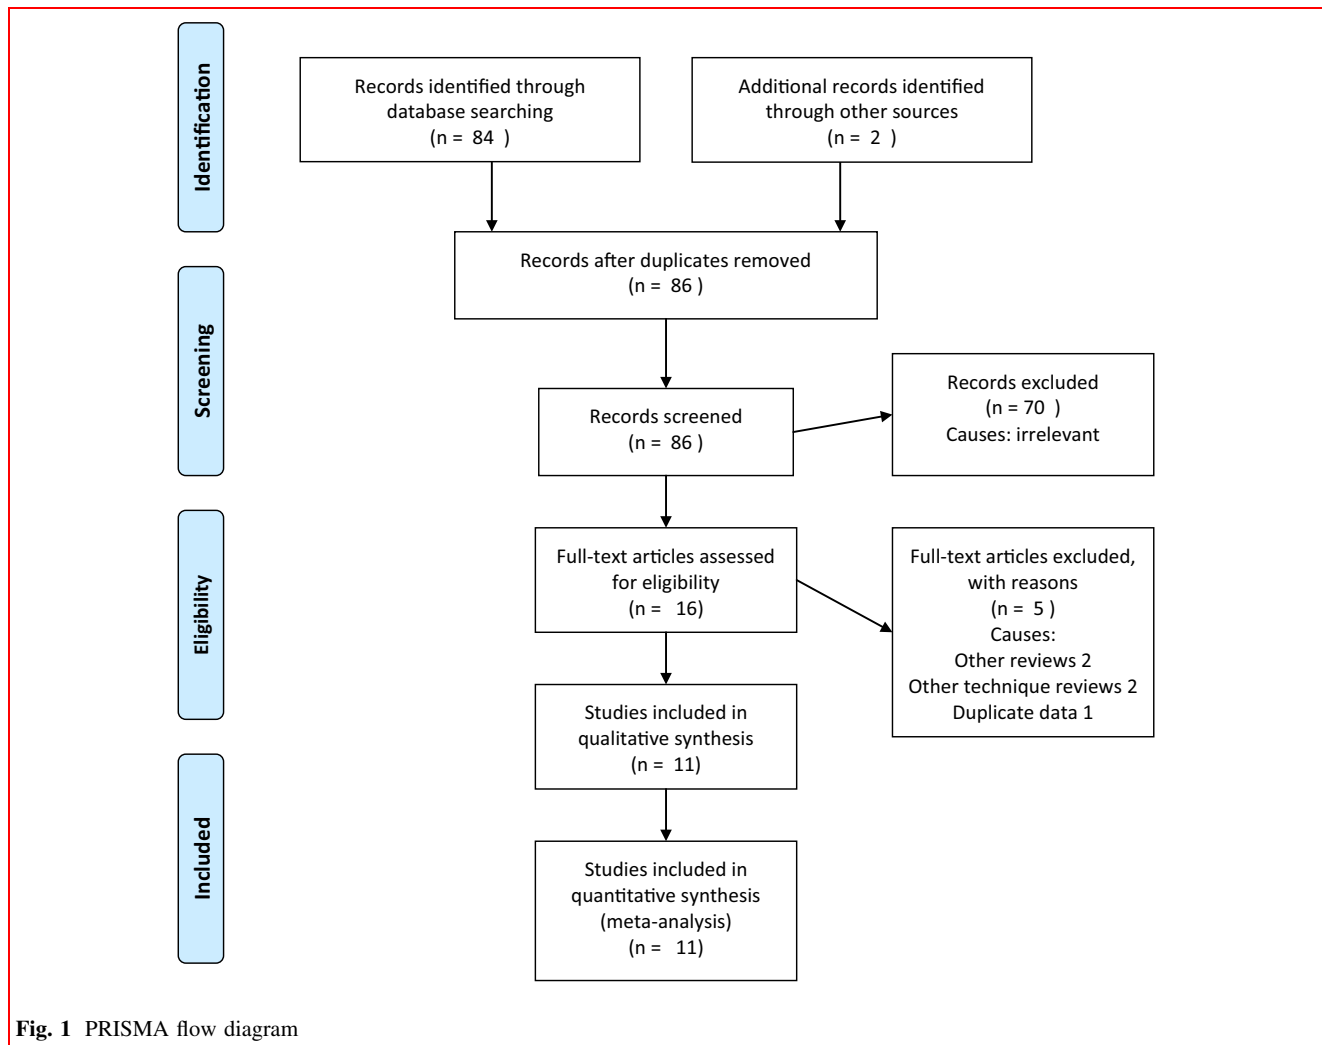 Identification
Records identified through
database searching
(n = 84 )
Additional records identified
through other sources
(n = 2 )
Records after duplicates removed
(n = 86 )
Screening
Records screened
(n = 86 )
Records excluded
(n = 70 )
Causes: irrelevant
Eligibility
Full-text articles assessed
for eligibility
(n = 16)
Full-text articles excluded,
with reasons
(n = 5 )
Causes:
Other reviews 2
Other technique reviews 2
Duplicate data 1
Studies included in
qualitative synthesis
(n = 11)
Included
Studies included in
quantitative synthesis
(meta-analysis)
(n = 11)
Fig. 1 PRISMA flow diagram